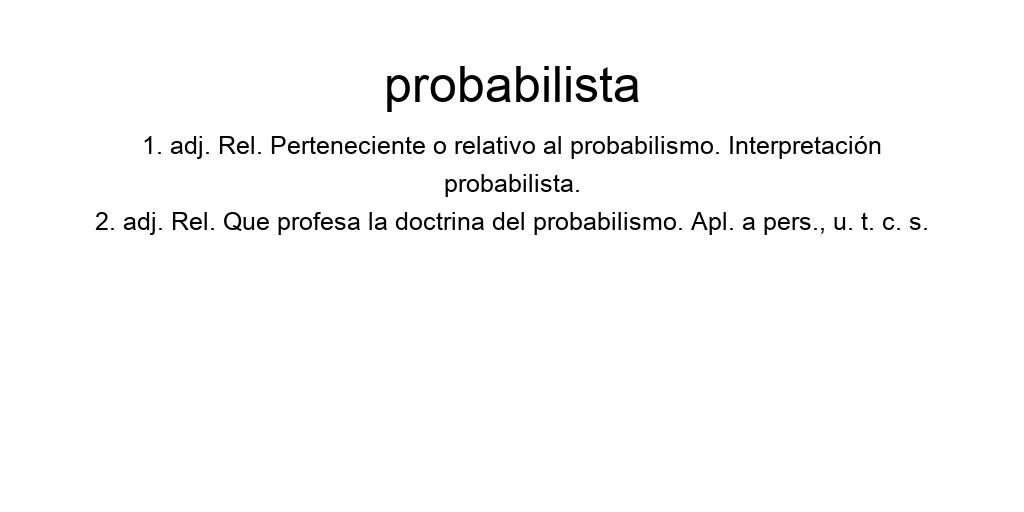 probabilista
1. adj. Rel. Perteneciente o relativo al probabilismo. Interpretación
probabilista.
2. adj. Rel. Que profesa la doctrina del probabilismo. Apl. a pers., u. t. c. s.